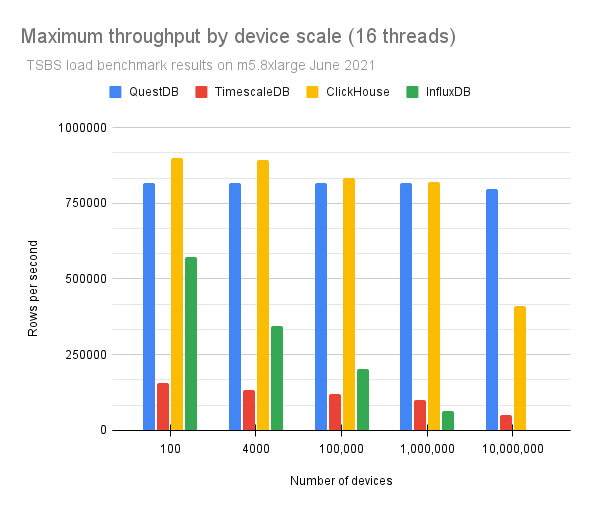 Maximum throughput by device scale (16 threads)
TSBS load benchmark results on m5.8xlarge June 2021
QuestDB TimescaleDB ClickHouse InfluxDB
1000000
750000
500000
250000
0
Rows per second
100 4000 100,000 1,000,000 10,000,000
Number of devices